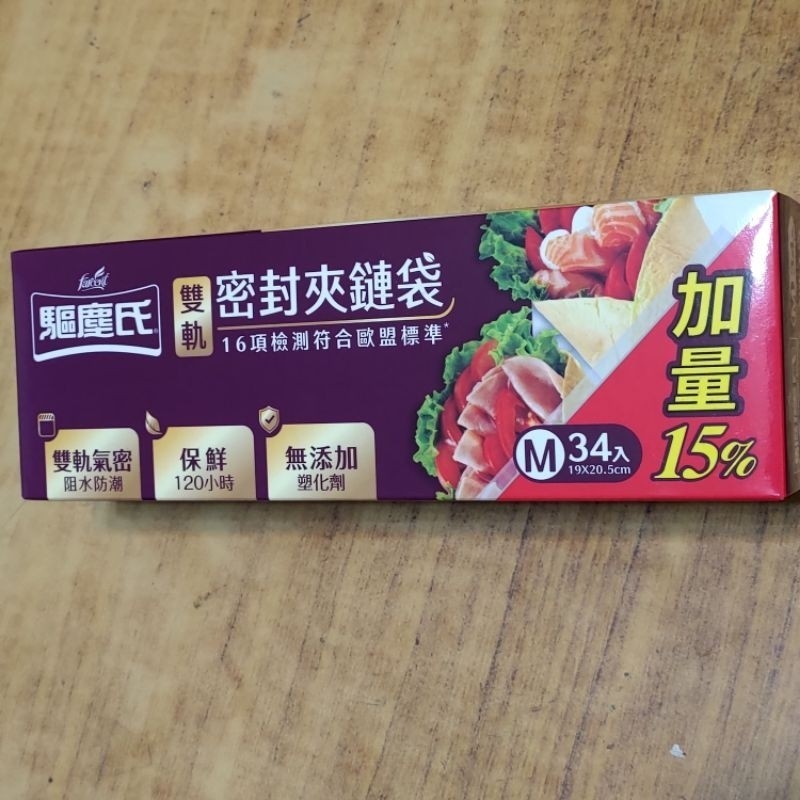 farcent
驅塵氏
雙軌
密封夾鏈袋
16項檢測符合歐盟標準*
雙軌氣密
阻水防潮
保鮮
120小時
無添加
塑化劑
M
34入
19X20.5cm
加量
15%